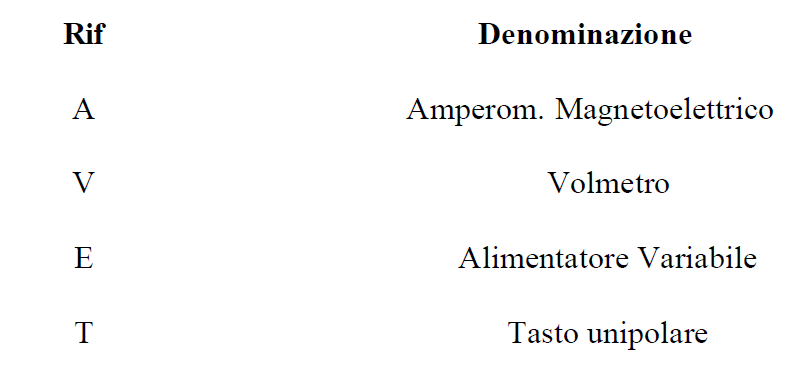 Rif Denominazione
A Amperom. Magnetoelettrico
V Volmetro
E Alimentatore Variabile
T Tasto unipolare